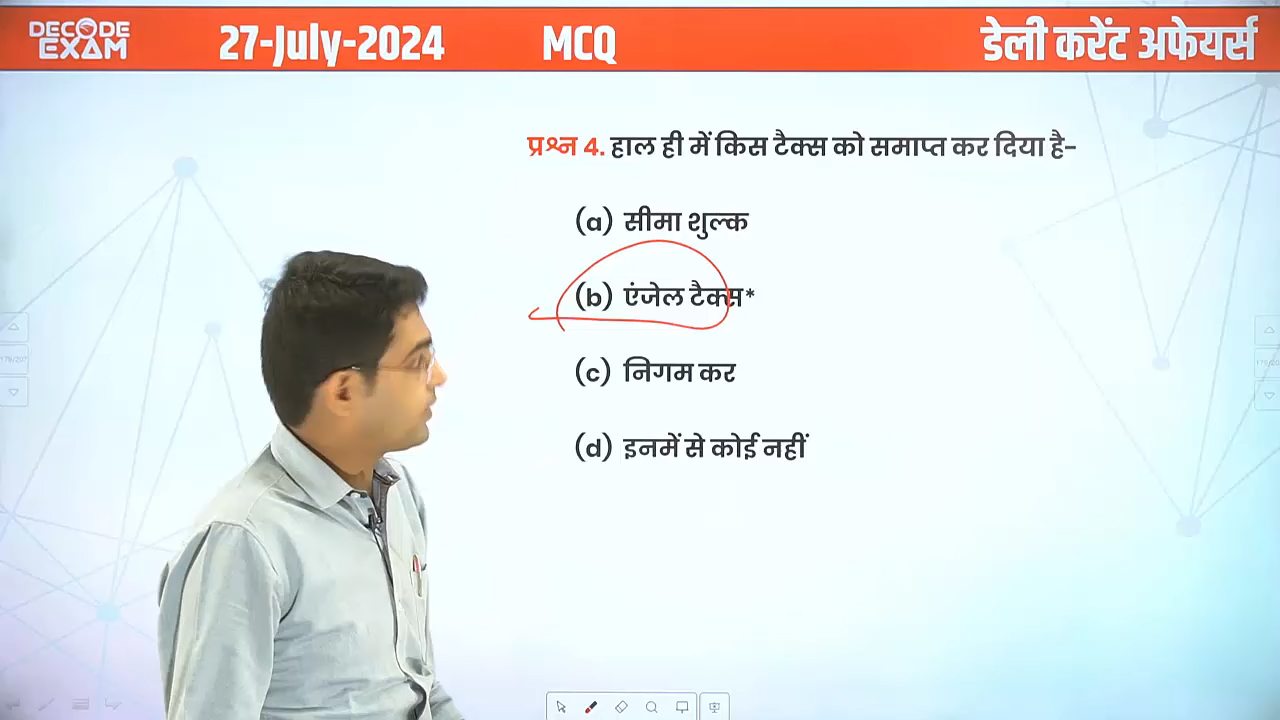 DECODE EXAM
27-July-2024
MCQ
डेली करेंट अफेयर्स
प्रश्न 4. हाल ही में किस टैक्स को समाप्त कर दिया है-
(a) सीमा शुल्क
(b) एंजेल टैक्स*
(c) निगम कर
(d) इनमें से कोई नहीं